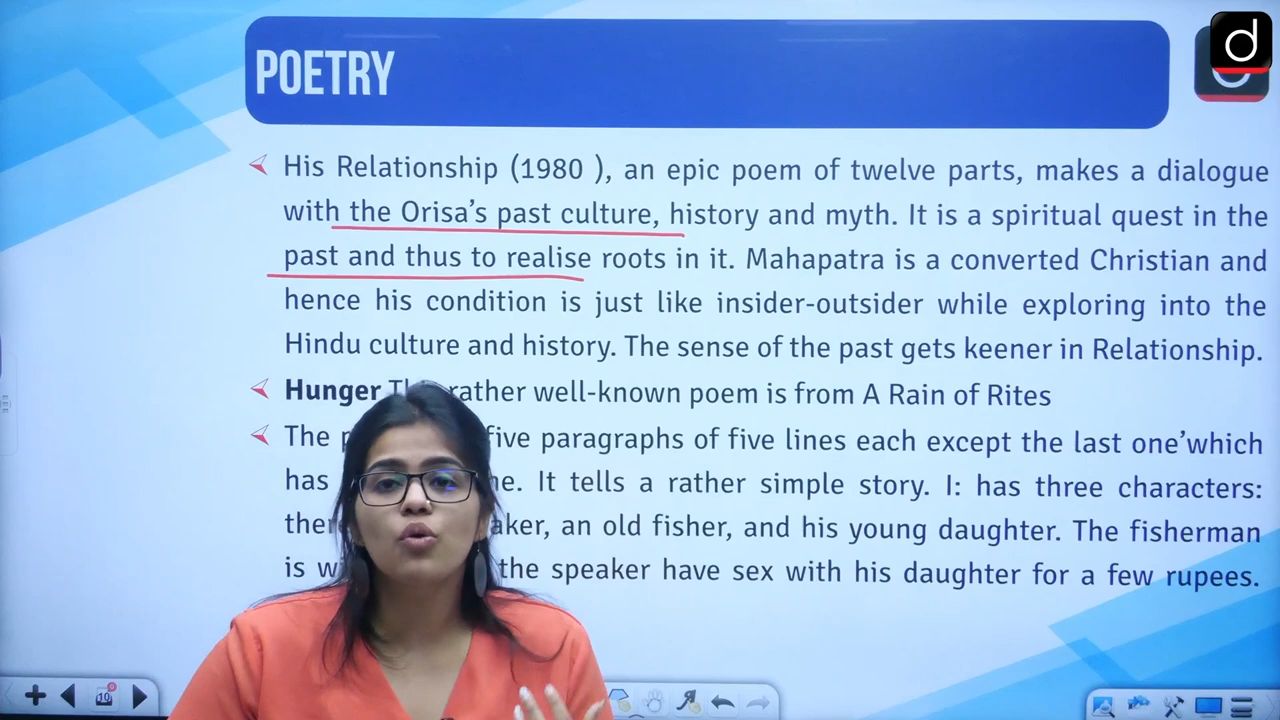 POETRY
d
His Relationship (1980 ), an epic poem of twelve parts, makes a dialogue
with the Orisa's past culture, history and myth. It is a spiritual quest in the
past and thus to realise roots in it. Mahapatra is a converted Christian and
hence his condition is just like insider-outsider while exploring into the
Hindu culture and history. The sense of the past gets keener in Relationship.
Hunger rather well-known poem is from A Rain of Rites
The five paragraphs of five lines each except the last one'which
has It tells a rather simple story. I: has three characters:
an old fisher, and his young daughter. The fisherman
is the speaker have sex with his daughter for a few rupees.
10